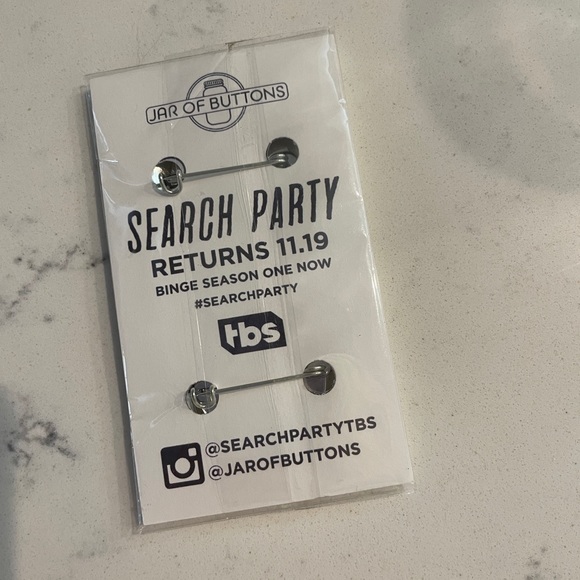 JAR OF BUTTONS
SEARCH PARTY
RETURNS 11.19
BINGE SEASON ONE NOW
#SEARCHPARTY
tbs
@SEARCHPARTYTBS
@JAROFBUTTONS